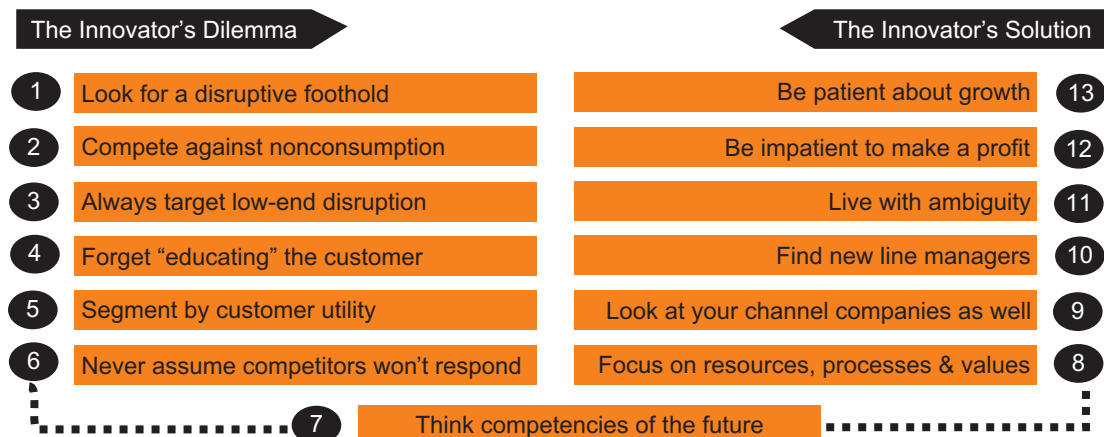 The Innovator’s Dilemma
The Innovator’s Solution
1 Look for a disruptive foothold
2 Compete against nonconsumption
3 Always target low-end disruption
4 Forget “educating” the customer
5 Segment by customer utility
6 Never assume competitors won’t respond
7 Think competencies of the future
Be patient about growth 13
Be impatient to make a profit 12
Live with ambiguity 11
Find new line managers 10
Look at your channel companies as well 9
Focus on resources, processes & values 8